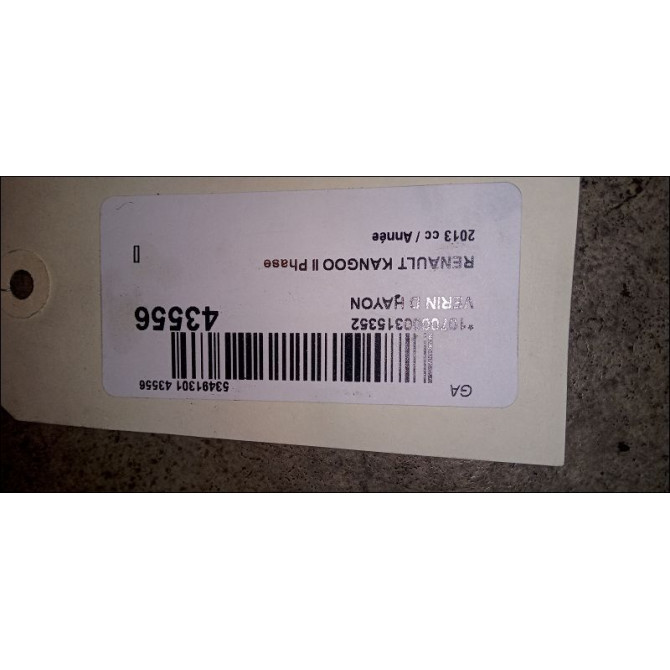 GA
53491301 43556
VERIN D HAYON 43556
RENAULT KANGOO II Phase
2013 cc / Année